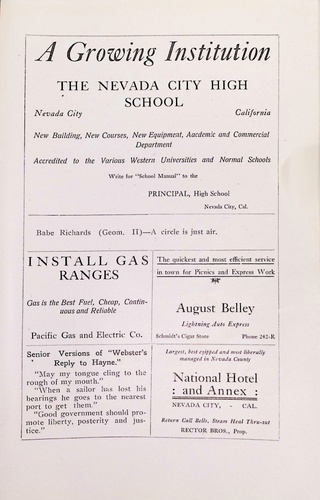 A Growing Institution
THE NEVADA CITY HIGH
SCHOOL
Nevada City California
New Building, New Courses, New Equipment, Aacdemic and Commercial
Department
Accredited to the Various Western Universities and Normal Schools
Write for "School Manual" to the
PRINCIPAL, High School
Nevada City, Cal.
Babe Richards (Geom. II)—A circle is just air.
INSTALL GAS
RANGES
Gas is the Best Fuel, Cheap, Contin-
uous and Reliable
Pacific Gas and Electric Co.
The quickest and most efficient service
in town for Picnics and Express Work
August Belley
Lightning Auto Express
Schmidt's Cigar Store Phone 242-R
Senior Versions of "Webster's
Reply to Hayne."
"May my tongue cling to the
rough of my mouth."
"When a sailor has lost his
bearings he goes to the nearest
port to get them."
"Good government should pro-
mote liberty, posterity and jus-
tice."
Largest, best eqipped and most liberally
managed in Nevada County
National Hotel
: and Annex :
NEVADA CITY, - CAL.
Return Call Bells, Steam Heat Thru-out
RECTOR BROS., Prop.